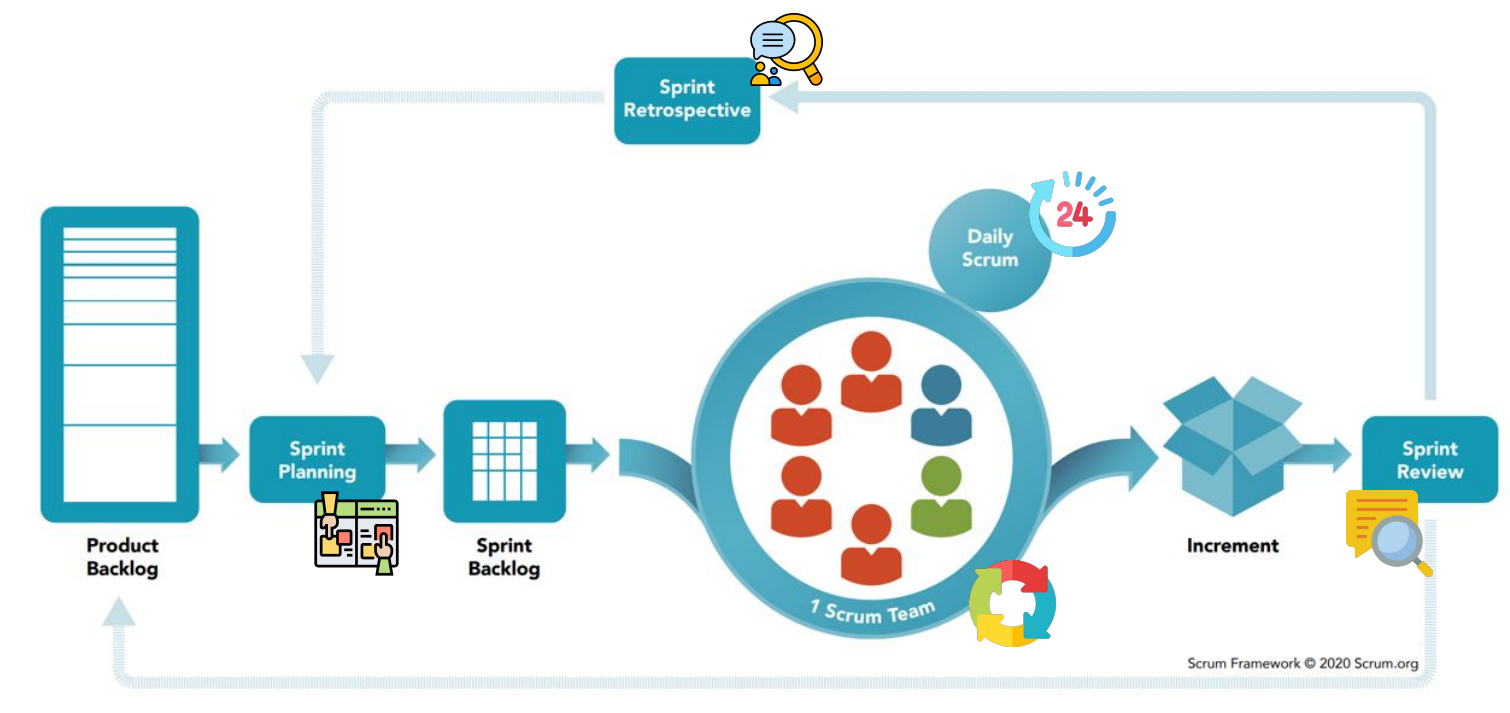 Sprint
Retrospective
24
Daily
Scrum
Sprint
Planning
Sprint
Review
Product
Backlog
Sprint
Backlog
Increment
1 Scrum Team
Scrum Framework © 2020 Scrum.org